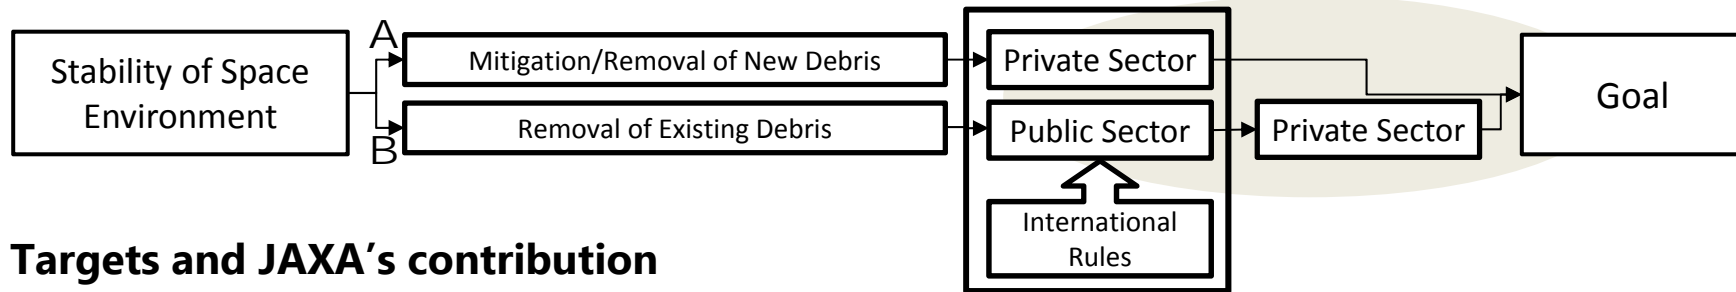 Stability of Space
Environment
A
Mitigation/Removal of New Debris
B
Removal of Existing Debris
Private Sector
Public Sector
International
Rules
Private Sector
Goal
Targets and JAXA’s contribution